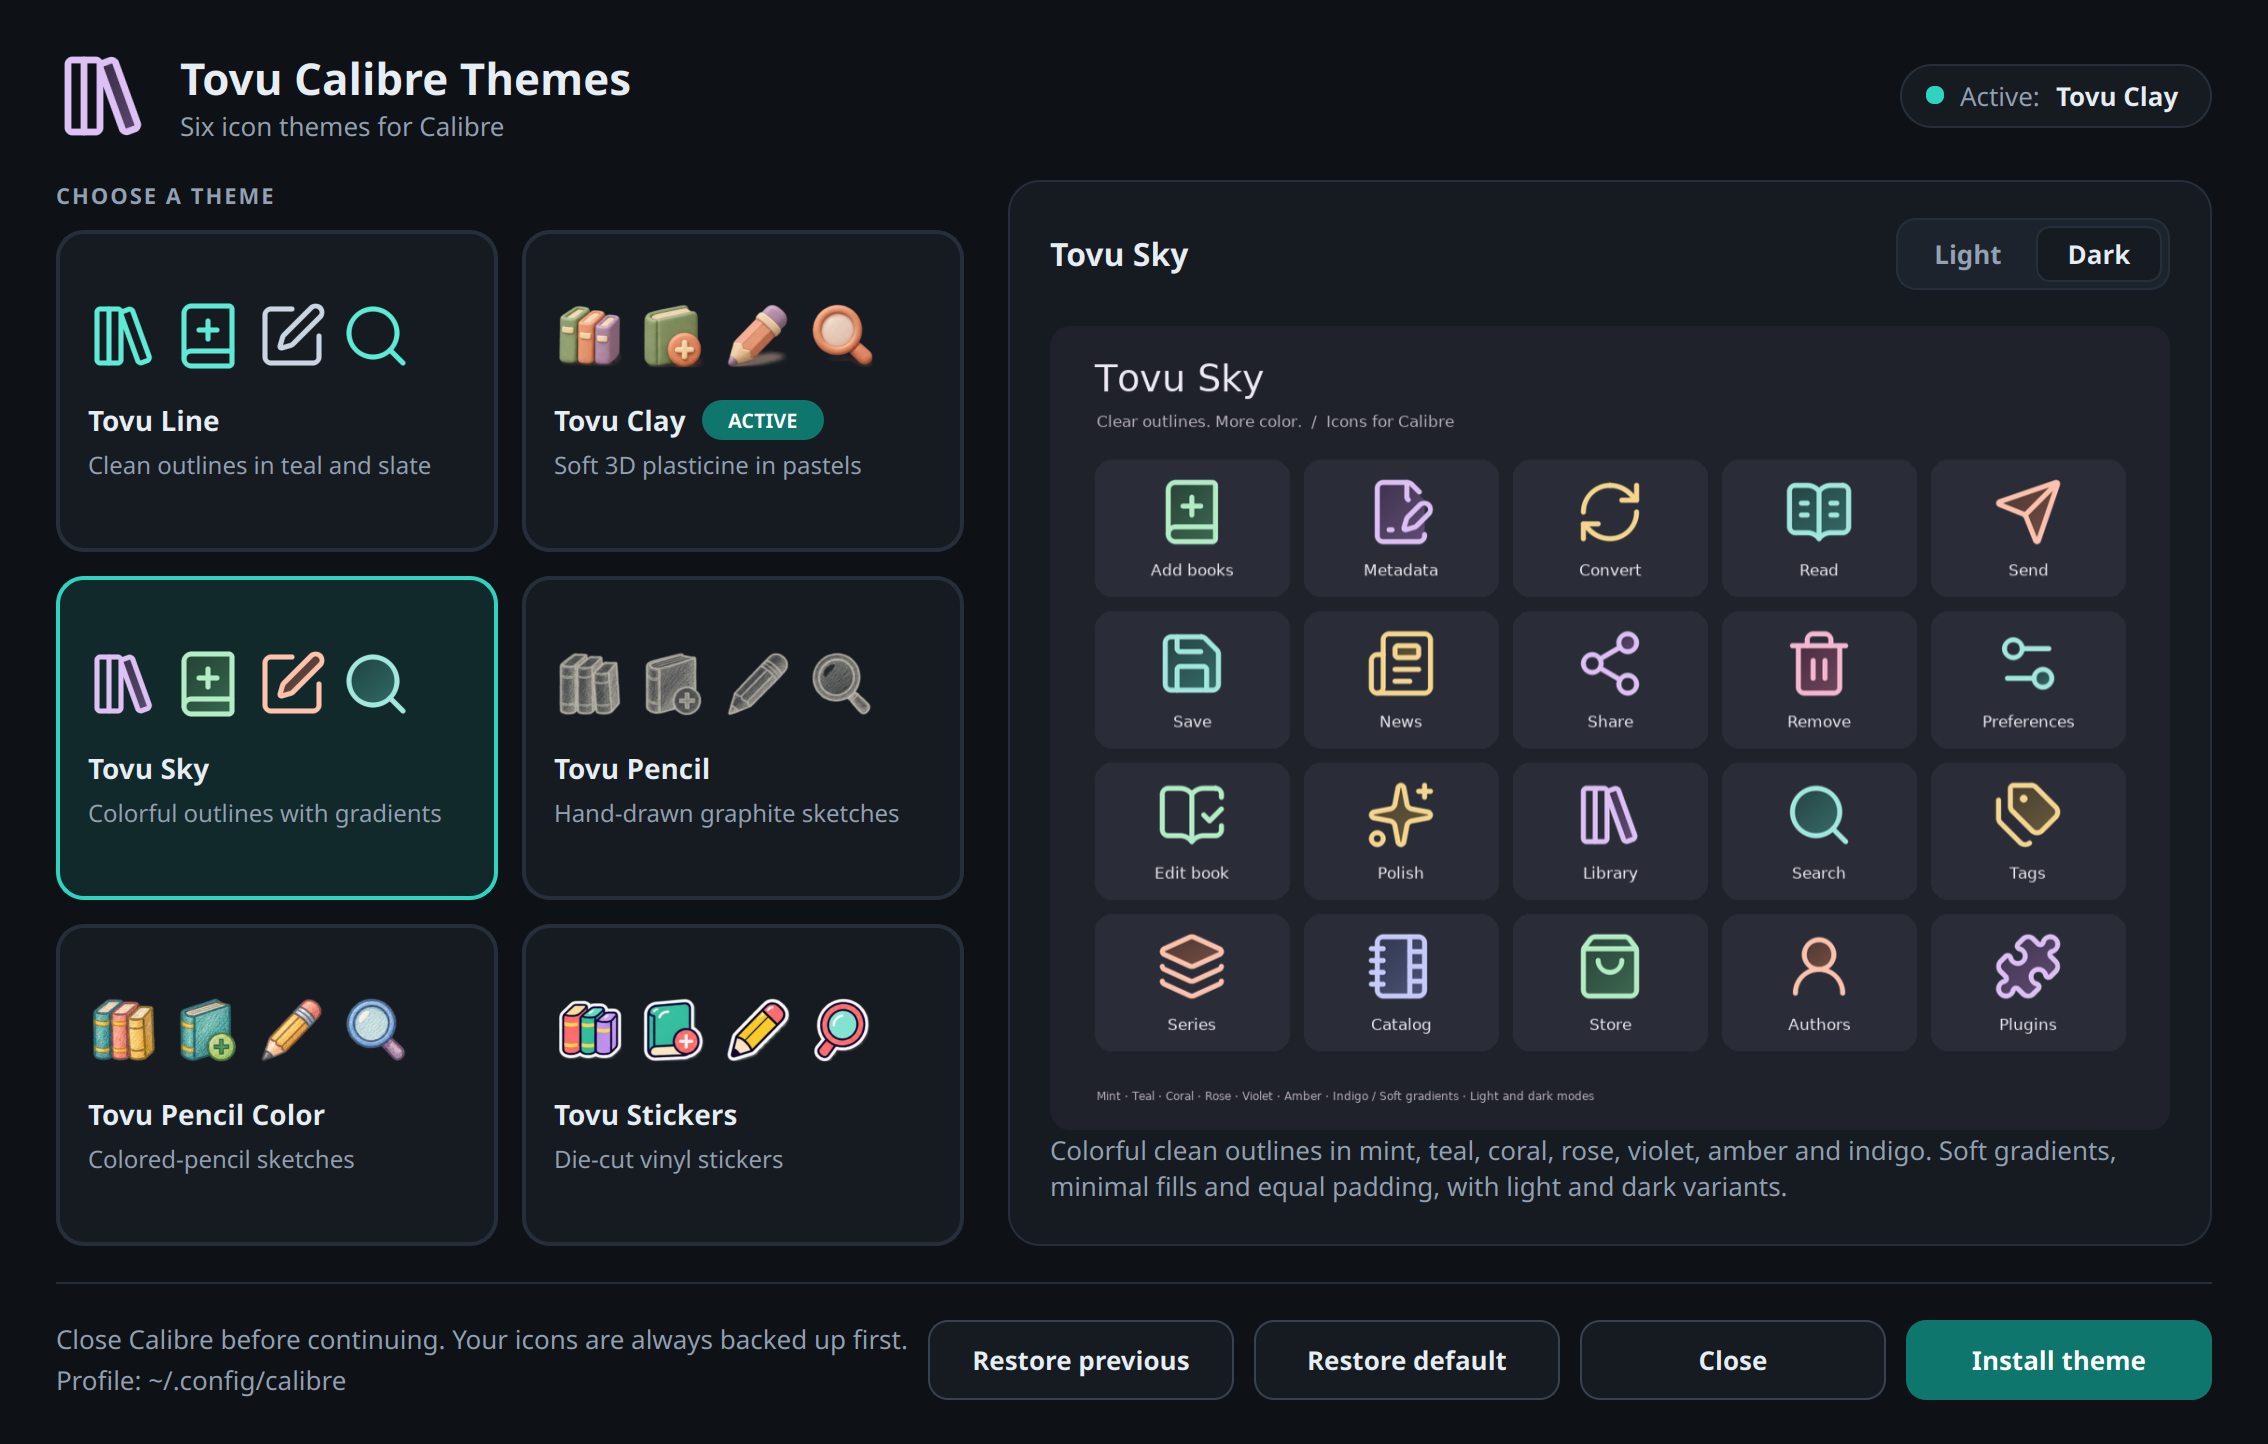 Tovu Calibre Themes
Six icon themes for Calibre
Active: Tovu Clay
CHOOSE A THEME
Tovu Line
Clean outlines in teal and slate
Tovu Clay ACTIVE
Soft 3D plasticine in pastels
Tovu Sky
Colorful outlines with gradients
Tovu Pencil
Hand-drawn graphite sketches
Tovu Pencil Color
Colored-pencil sketches
Tovu Stickers
Die-cut vinyl stickers
Tovu Sky
Light Dark
Tovu Sky
Clear outlines. More color. / Icons for Calibre
Add books Metadata Convert Read Send
Save News Share Remove Preferences
Edit book Polish Library Search Tags
Series Catalog Store Authors Plugins
Mint · Teal · Coral · Rose · Violet · Amber · Indigo / Soft gradients · Light and dark modes
Colorful clean outlines in mint, teal, coral, rose, violet, amber and indigo. Soft gradients,
minimal fills and equal padding, with light and dark variants.
Close Calibre before continuing. Your icons are always backed up first.
Profile: ~/.config/calibre
Restore previous Restore default Close Install theme